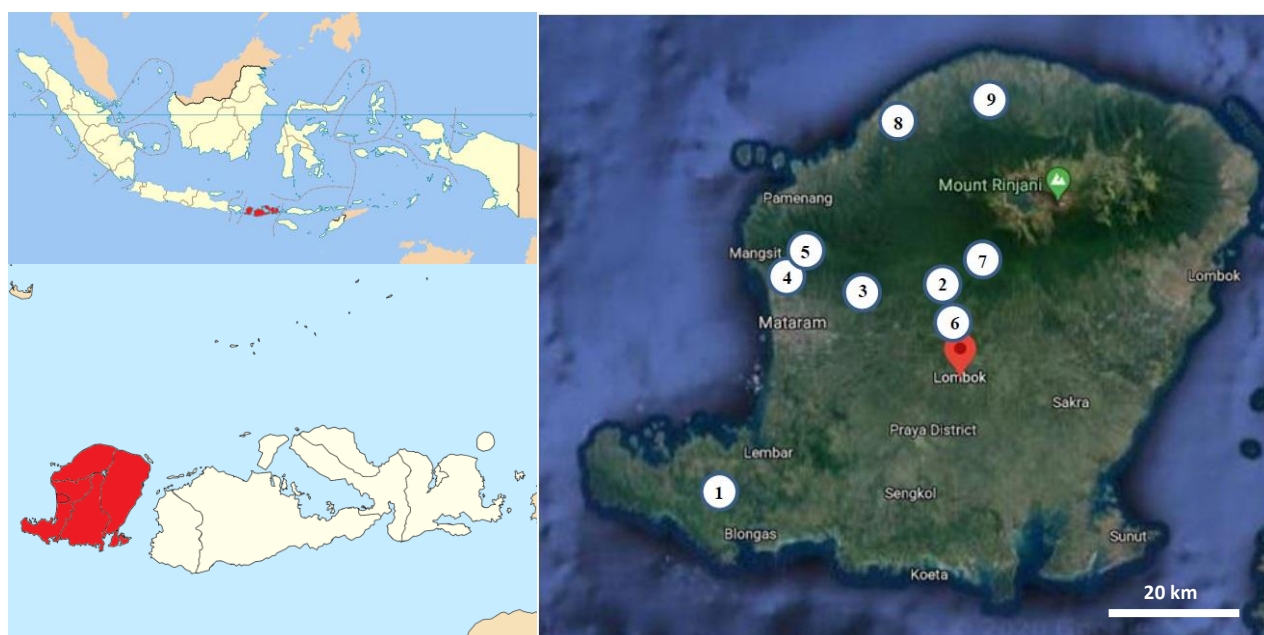 9
8
Mount Rinjani
Pamenang
Mangsit
5
7
4
3
2
Lombok
Mataram
6
Lombok
Sakra
Praya District
Lembar
1
Sengkol
Blongas
Sunut
Koeta
20 km